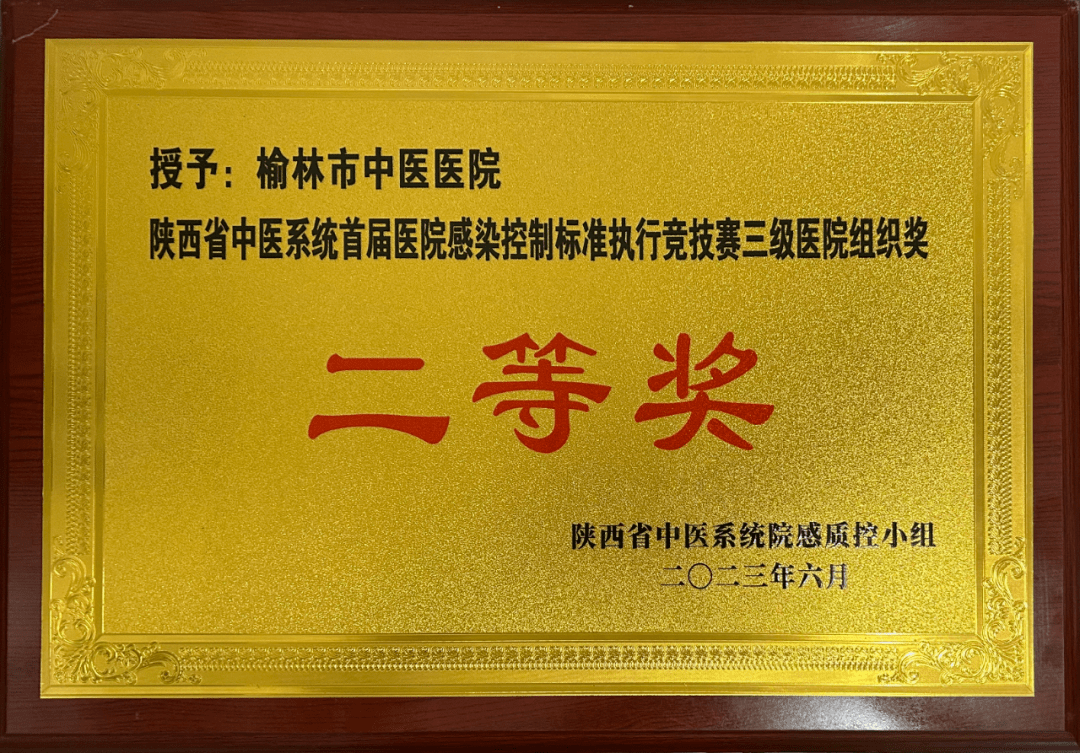 授予：榆林市中医医院
陕西省中医系统首届医院感染控制标准执行竞技赛三级医院组织奖
二等奖
陕西省中医系统院感质控小组
二〇二三年六月